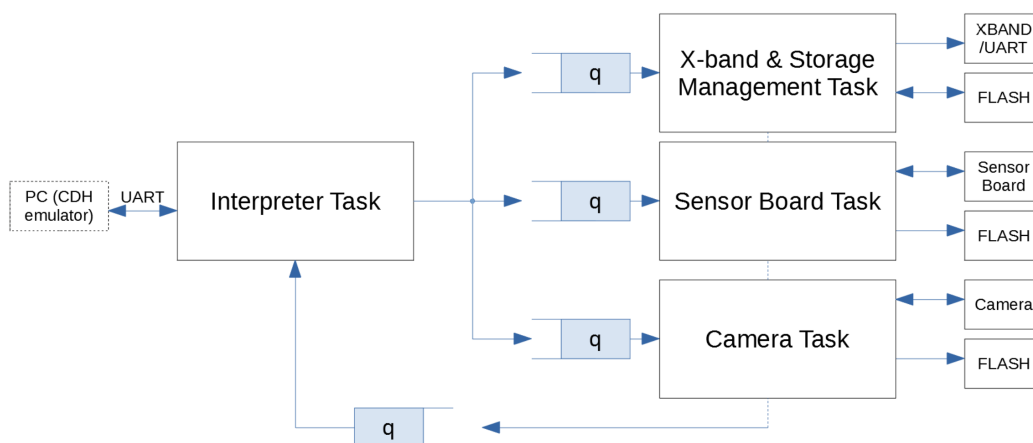 PC (CDH
emulator)
UART
Interpreter Task
q
X-band & Storage
Management Task
XBAND
/UART
FLASH
q
Sensor Board Task
Sensor
Board
FLASH
q
Camera Task
Camera
FLASH
q